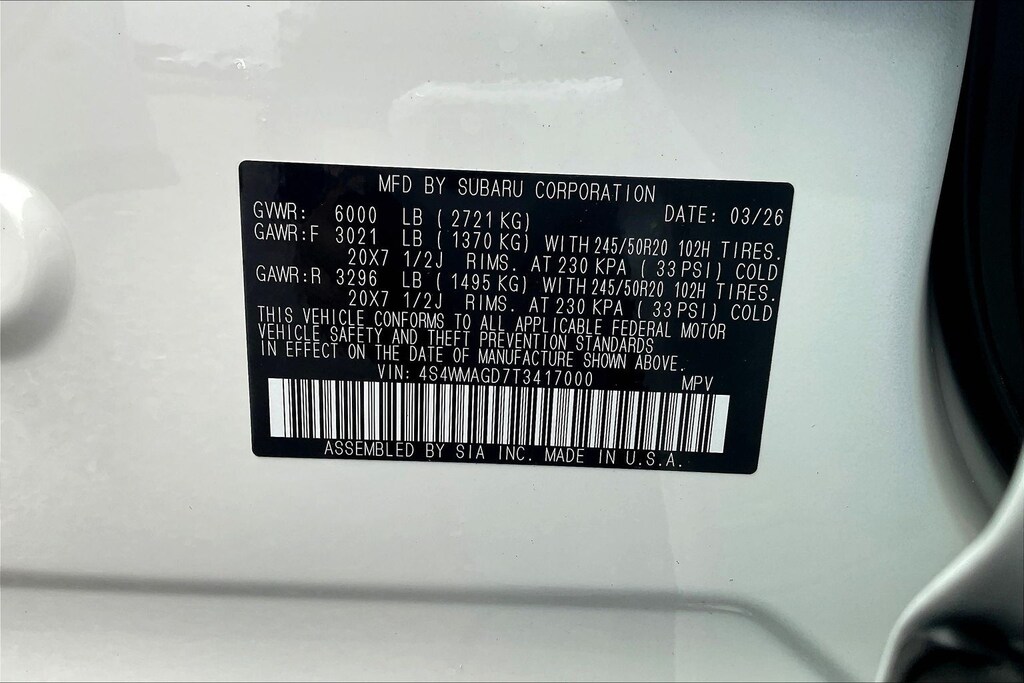 MFD BY SUBARU CORPORATION
GVWR: 6000 LB ( 2721 KG) DATE: 03/26
GAWR:F 3021 LB ( 1370 KG) WITH 245/50R20 102H TIRES.
20X7 1/2J RIMS. AT 230 KPA ( 33 PSI) COLD
GAWR:R 3296 LB ( 1495 KG) WITH 245/50R20 102H TIRES.
20X7 1/2J RIMS. AT 230 KPA ( 33 PSI) COLD
THIS VEHICLE CONFORMS TO ALL APPLICABLE FEDERAL MOTOR
VEHICLE SAFETY AND THEFT PREVENTION STANDARDS
IN EFFECT ON THE DATE OF MANUFACTURE SHOWN ABOVE.
VIN: 4S4WMAGD7T3417000 MPV
ASSEMBLED BY SIA INC. MADE IN U.S.A.